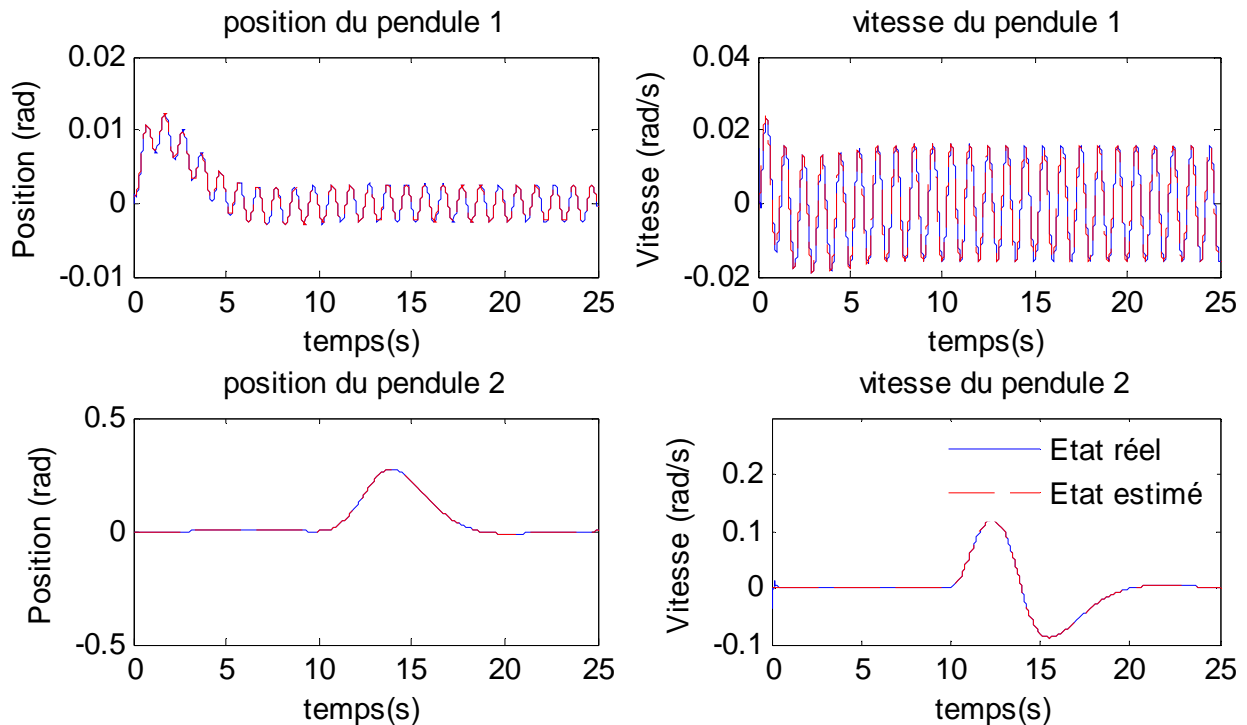 position du pendule 1
0.02
0.01
0
-0.01
Position (rad)
0 5 10 15 20 25
temps(s)
vitesse du pendule 1
0.04
0.02
0
-0.02
Vitesse (rad/s)
0 5 10 15 20 25
temps(s)
position du pendule 2
0.5
0
-0.5
Position (rad)
0 5 10 15 20 25
temps(s)
vitesse du pendule 2
0.2
0.1
0
-0.1
Vitesse (rad/s)
Etat réel
Etat estimé
0 5 10 15 20 25
temps(s)